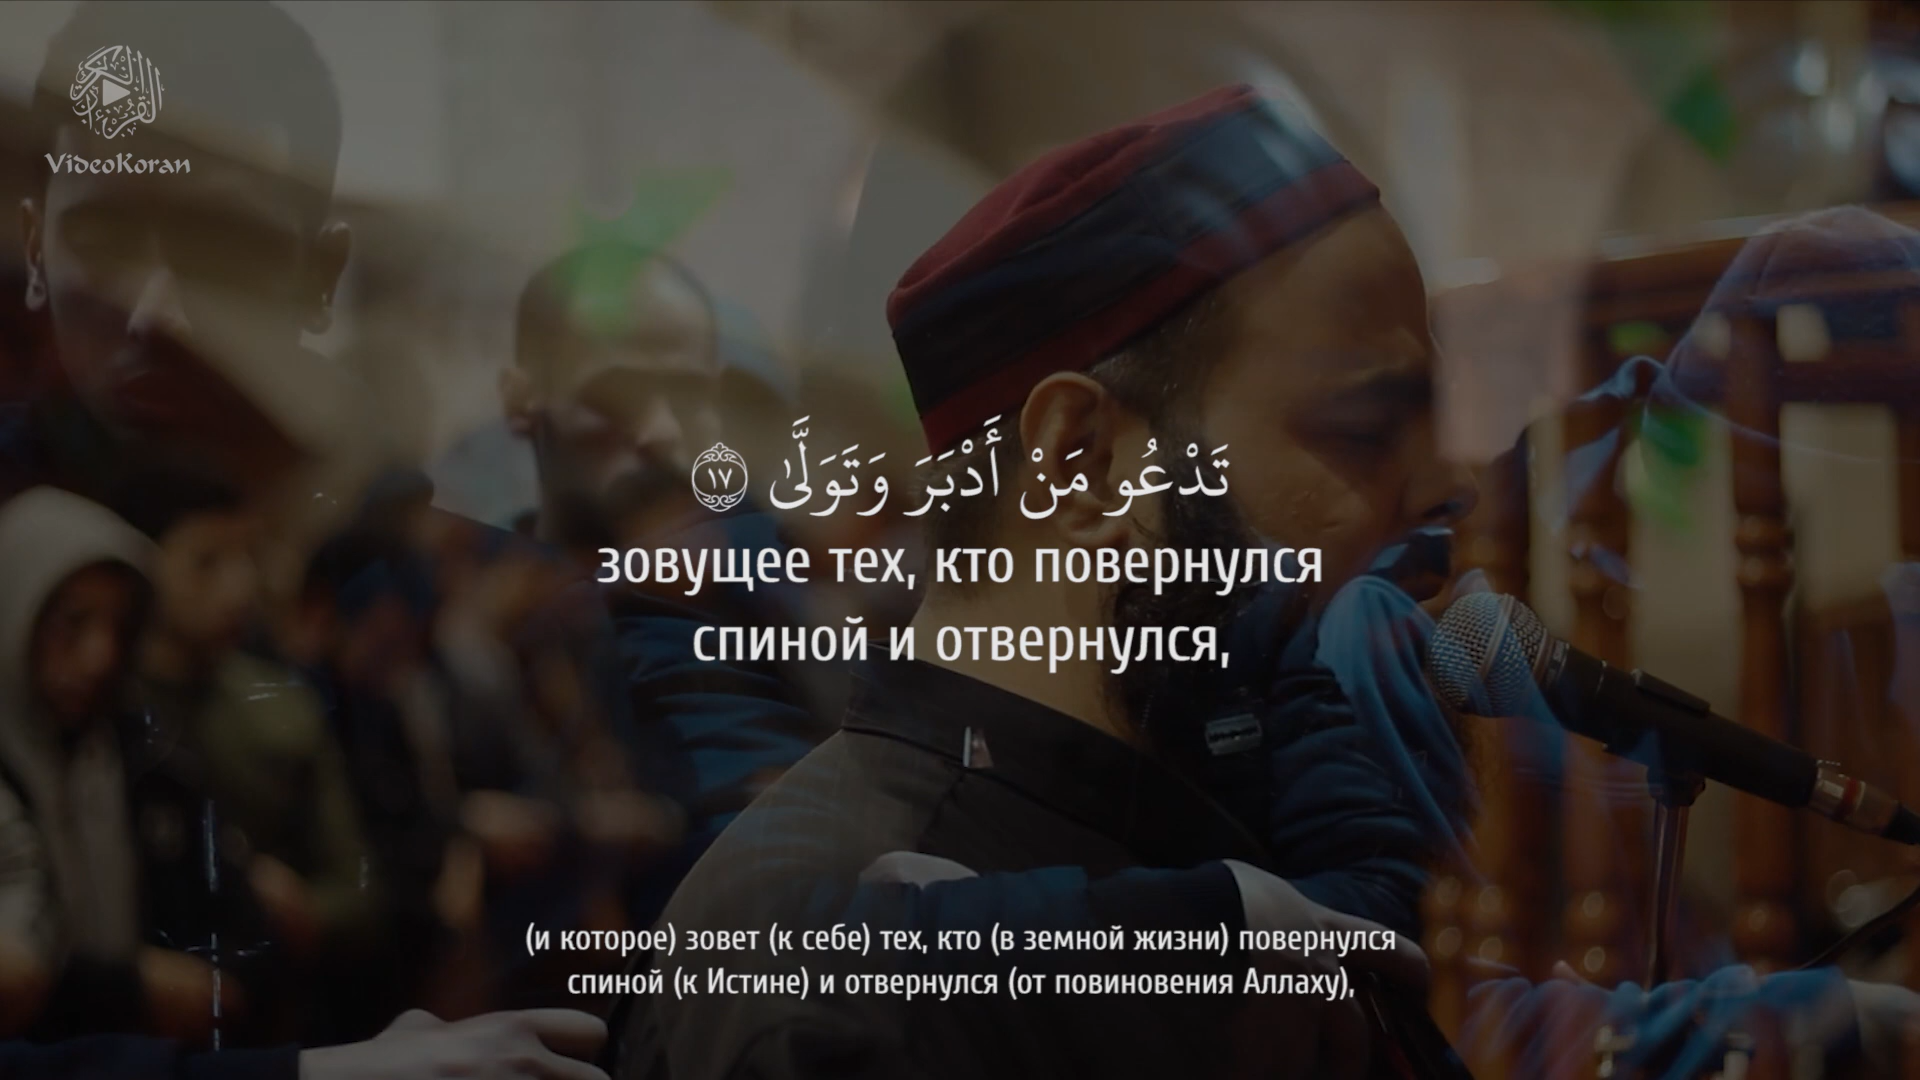 VideoKoran
تَدْعُو مَنْ أَدْبَرَ وَتَوَلَّىٰ ١٧
зовущее тех, кто повернулся
спиной и отвернулся,
(и которое) зовет (к себе) тех, кто (в земной жизни) повернулся
спиной (к Истине) и отвернулся (от повиновения Аллаху),